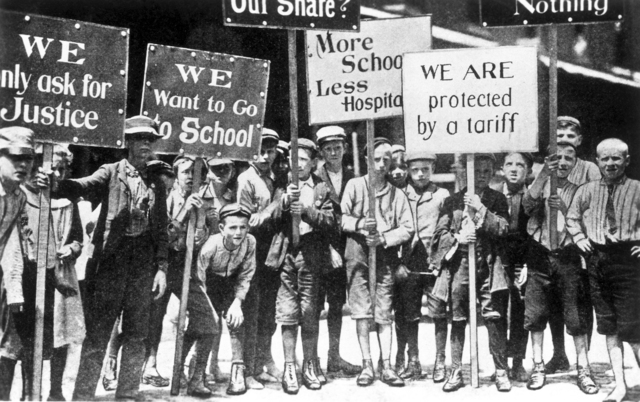 WE
nly ask for
Justice
WE
Want to Go
to School
Our Share?
More
Schoo
Less
Hospita
WE ARE
protected
by a tariff
Nothing